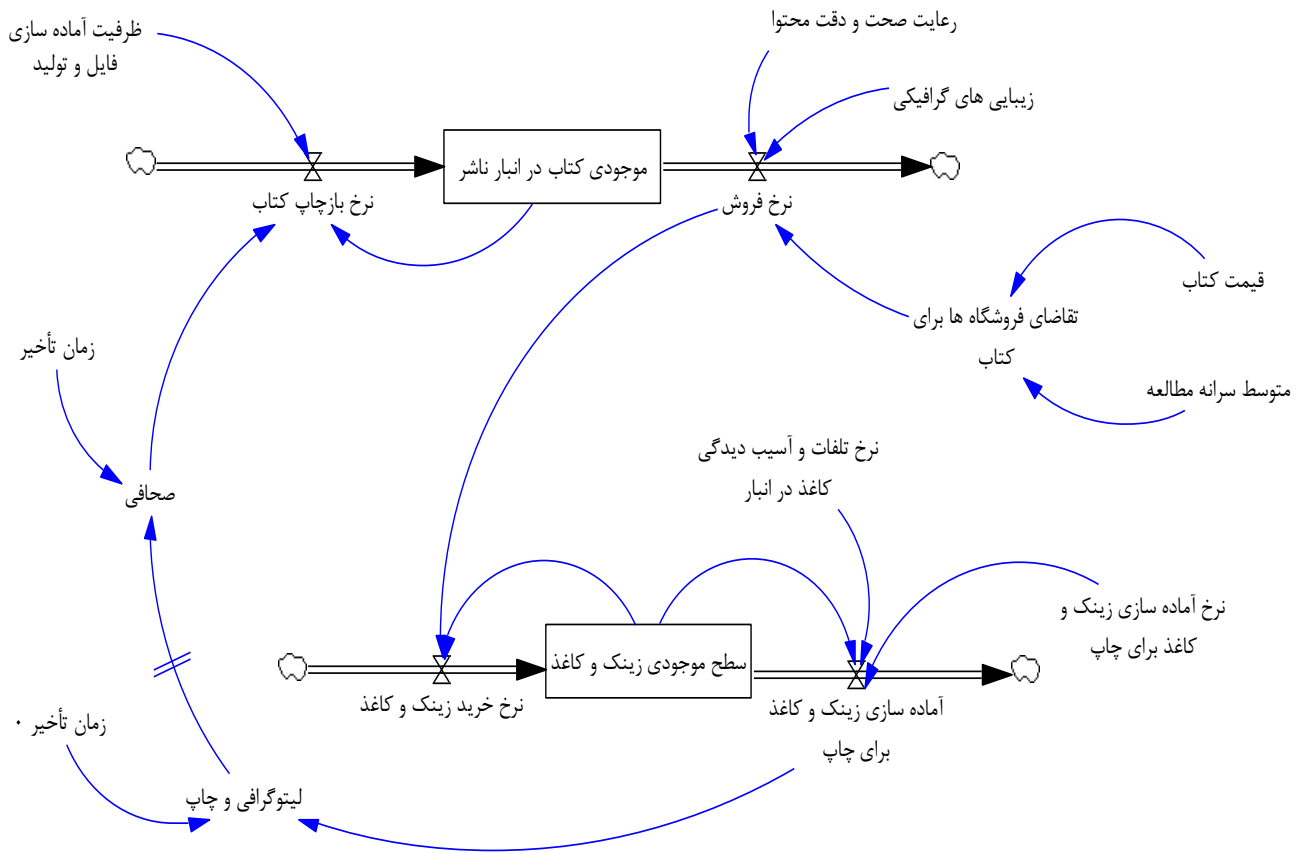 ظرفیت آماده سازی
فایل و تولید
رعایت صحت و دقت محتوا
زیبایی های گرافیکی
موجودی کتاب در انبار ناشر
نرخ بازچاپ کتاب
نرخ فروش
قیمت کتاب
تقاضای فروشگاه ها برای
کتاب
متوسط سرانه مطالعه
زمان تأخیر
صحافی
نرخ تلفات و آسیب دیدگی
کاغذ در انبار
نرخ آماده سازی زینک و
کاغذ برای چاپ
سطح موجودی زینک و کاغذ
نرخ خرید زینک و کاغذ
آماده سازی زینک و کاغذ
برای چاپ
زمان تأخیر ۰
لیتوگرافی و چاپ